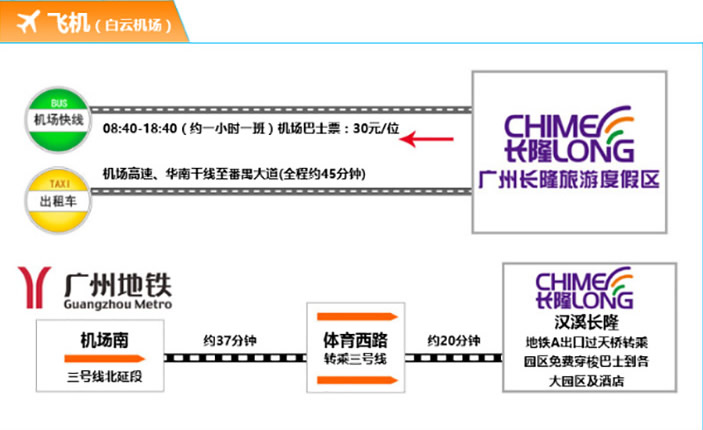 飞机（白云机场）
BUS
机场快线
08:40-18:40（约一小时一班）机场巴士票：30元/位
TAXI
出租车
机场高速、华南干线至番禺大道(全程约45分钟)
CHIMELONG
长隆
广州长隆旅游度假区
广州地铁
Guangzhou Metro
机场南
三号线北延段
约37分钟
体育西路
转乘三号线
约20分钟
CHIMELONG
长隆
汉溪长隆
地铁A出口过天桥转乘
园区免费穿梭巴士到各
大园区及酒店